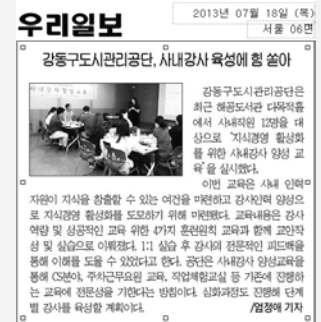 우리일보
2013년 07월 18일 (목)
서울 06면
강동구도시관리공단, 사내강사 육성에 힘 쏟아
강동구도시관리공단은
최근 해공도서관 다목적홀
에서 사내직원 12명을 대
상으로 '지식경영 활성화
를 위한 사내강사 양성 교
육'을 실시했다.
이번 교육은 사내 인력
자원이 지식을 창출할 수 있는 여건을 마련하고 강사인력 양성으
로 지식경영 활성화를 도모하기 위해 마련됐다. 교육내용은 강사
역량 및 성공적인 교육 위한 4가지 훈련원칙 교육과 함께 교안작
성 및 실습으로 이뤄졌다. 1:1 실습 후 강사의 전문적인 피드백을
통해 이해를 도울 수 있었다고 한다. 공단은 사내강사 양성교육을
통해 CS분야, 주차근무요원 교육, 직업체험교실 등 기존에 진행하
는 교육에 전문성을 기한다는 방침이다. 심화과정도 진행해 단계
별 강사를 육성할 계획이다.
/엄정애 기자